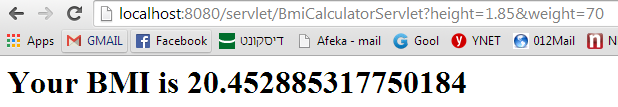 localhost:8080/servlet/BmiCalculatorServlet?height=1.85&weight=70
Apps GMAIL Facebook דיסקונט Afeka - mail Gool YNET 012Mail N
Your BMI is 20.452885317750184